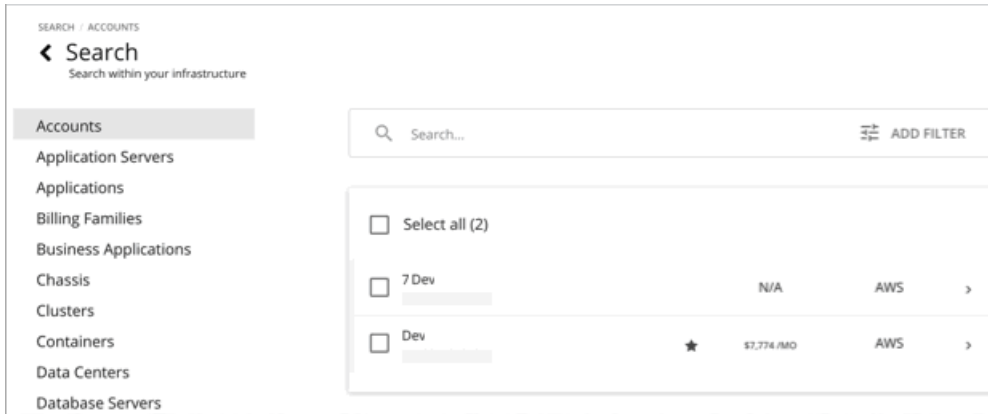 SEARCH / ACCOUNTS
Search
Search within your infrastructure
Accounts
Application Servers
Applications
Billing Families
Business Applications
Chassis
Clusters
Containers
Data Centers
Database Servers
Search...
ADD FILTER
Select all (2)
7 Dev
N/A AWS
Dev
$7,774 /MO AWS